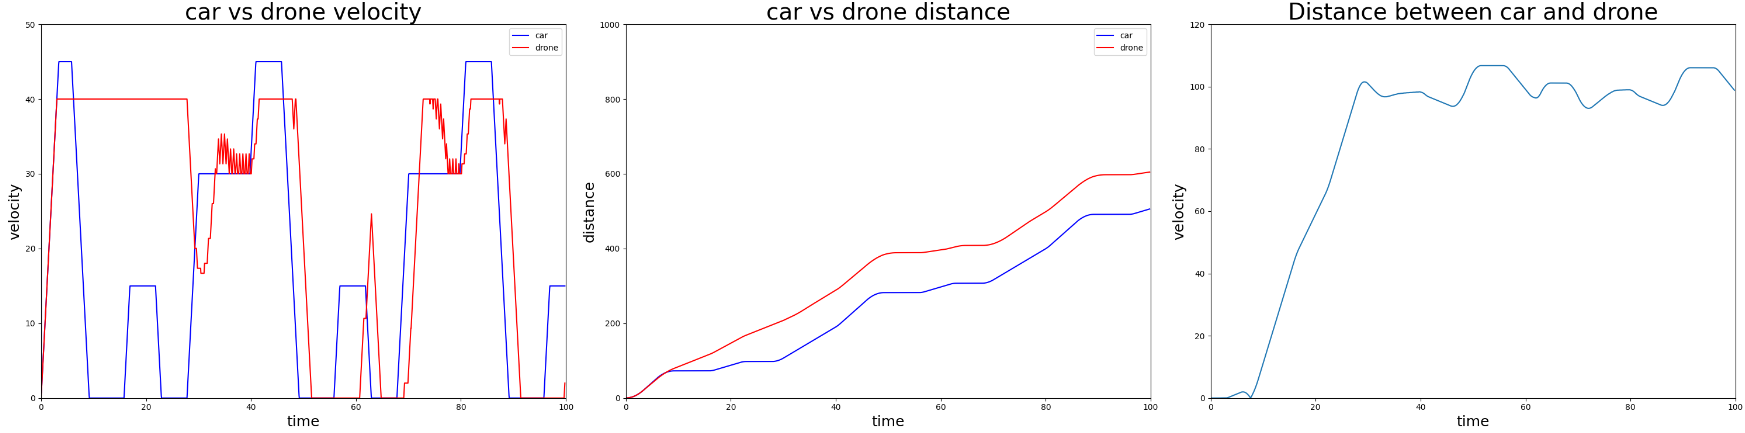 car vs drone velocity
50
40
30
20
10
0
velocity
0 20 40 60 80 100
time
car
drone
car vs drone distance
1000
800
600
400
200
0
distance
0 20 40 60 80 100
time
car
drone
Distance between car and drone
120
100
80
60
40
20
0
velocity
0 20 40 60 80 100
time